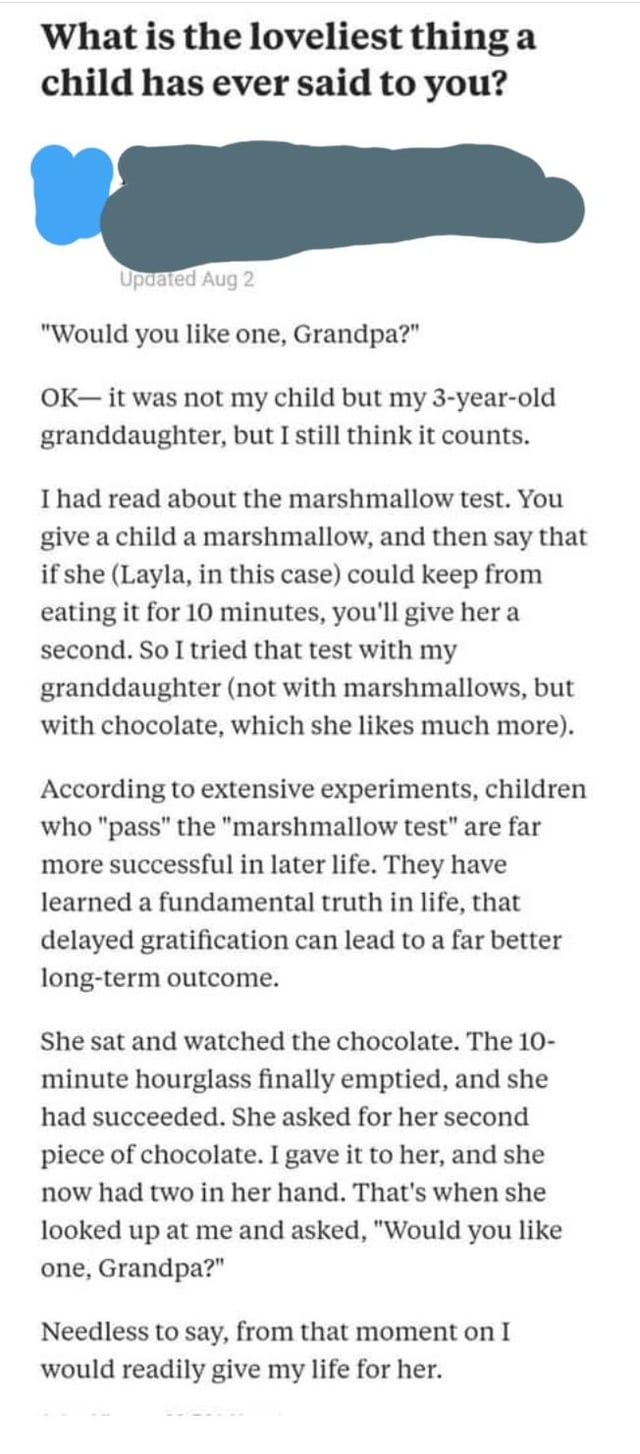 What is the loveliest thing a
child has ever said to you?
Updated Aug 2
"Would you like one, Grandpa?"
OK— it was not my child but my 3-year-old
granddaughter, but I still think it counts.
I had read about the marshmallow test. You
give a child a marshmallow, and then say that
if she (Layla, in this case) could keep from
eating it for 10 minutes, you'll give her a
second. So I tried that test with my
granddaughter (not with marshmallows, but
with chocolate, which she likes much more).
According to extensive experiments, children
who "pass" the "marshmallow test" are far
more successful in later life. They have
learned a fundamental truth in life, that
delayed gratification can lead to a far better
long-term outcome.
She sat and watched the chocolate. The 10-
minute hourglass finally emptied, and she
had succeeded. She asked for her second
piece of chocolate. I gave it to her, and she
now had two in her hand. That's when she
looked up at me and asked, "Would you like
one, Grandpa?"
Needless to say, from that moment on I
would readily give my life for her.